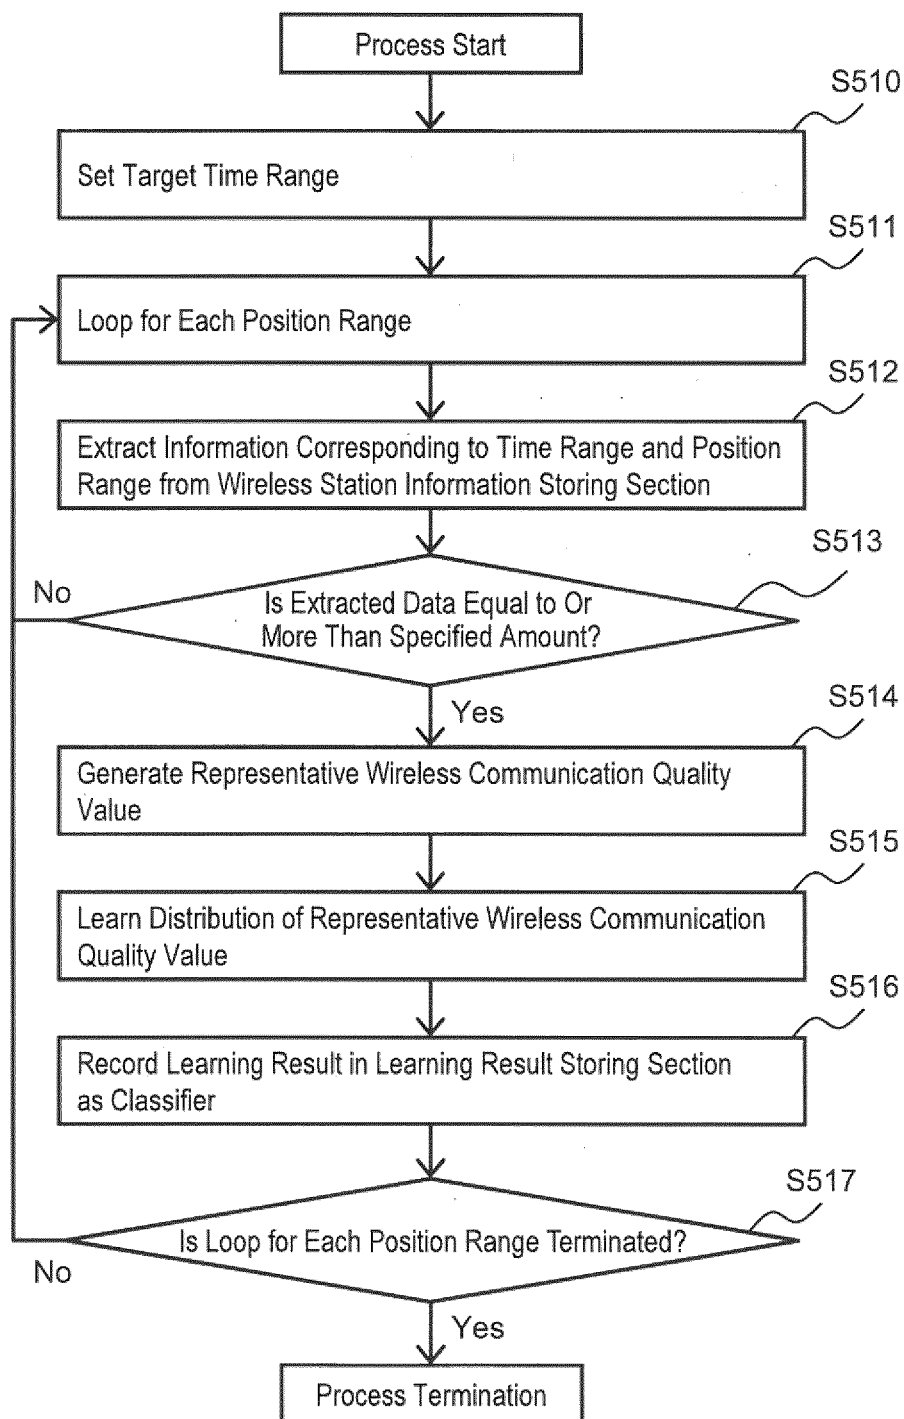 Process Start
S510
Set Target Time Range
S511
Loop for Each Position Range
S512
Extract Information Corresponding to Time Range and Position
Range from Wireless Station Information Storing Section
S513
No
Is Extracted Data Equal to Or
More Than Specified Amount?
Yes
S514
Generate Representative Wireless Communication Quality
Value
S515
Learn Distribution of Representative Wireless Communication
Quality Value
S516
Record Learning Result in Learning Result Storing Section
as Classifier
S517
Is Loop for Each Position Range Terminated?
No
Yes
Process Termination